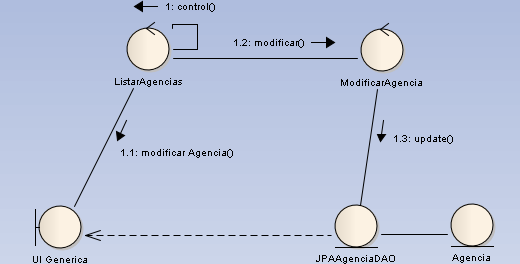 1: control()
1.2: modificar()
ListarAgencias
ModificarAgencia
1.3: update()
1.1: modificar Agencia()
UI Generica
JPAAgenciaDAO
Agencia